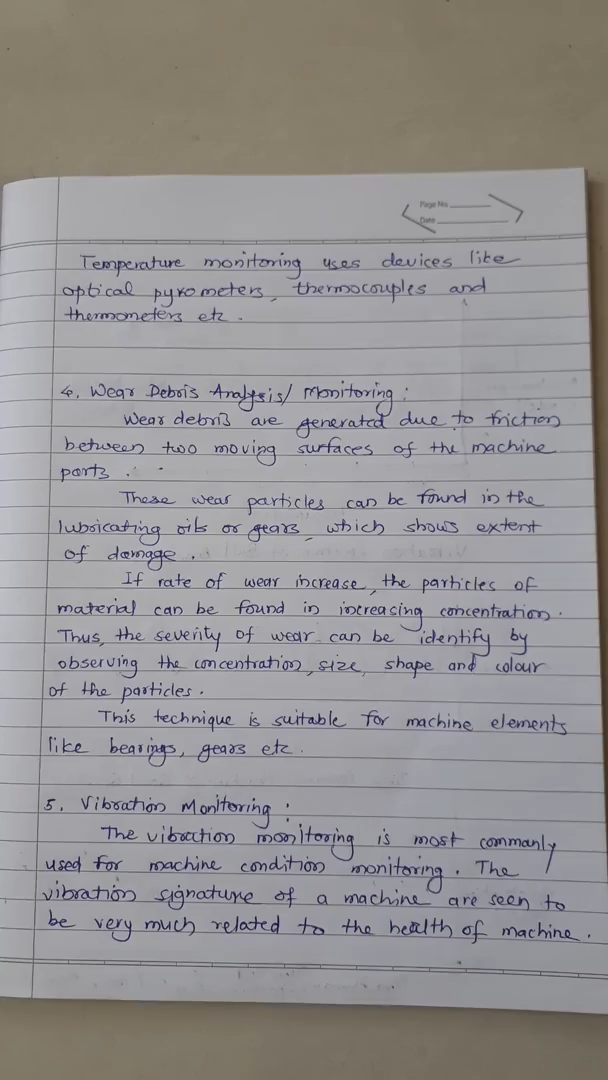 Page No.
Date
Temperature monitoring uses devices like
optical pyrometers, thermocouples and
thermometers etc.
4. Wear Debris Analysis/ Monitoring:
Wear debris are generated due to friction
between two moving surfaces of the machine
parts.
These wear particles can be found in the
lubricating oils or gears, which shows extent
of damage.
If rate of wear increase, the particles of
material can be found in increasing concentration.
Thus, the severity of wear can be identify by
observing the concentration, size, shape and colour
of the particles.
This technique is suitable for machine elements
like bearings, gears etc.
5. Vibration Monitoring:
The vibration monitoring is most commanly
used for machine condition monitoring. The
vibration signature of a machine are seen to
be very much related to the health of machine.